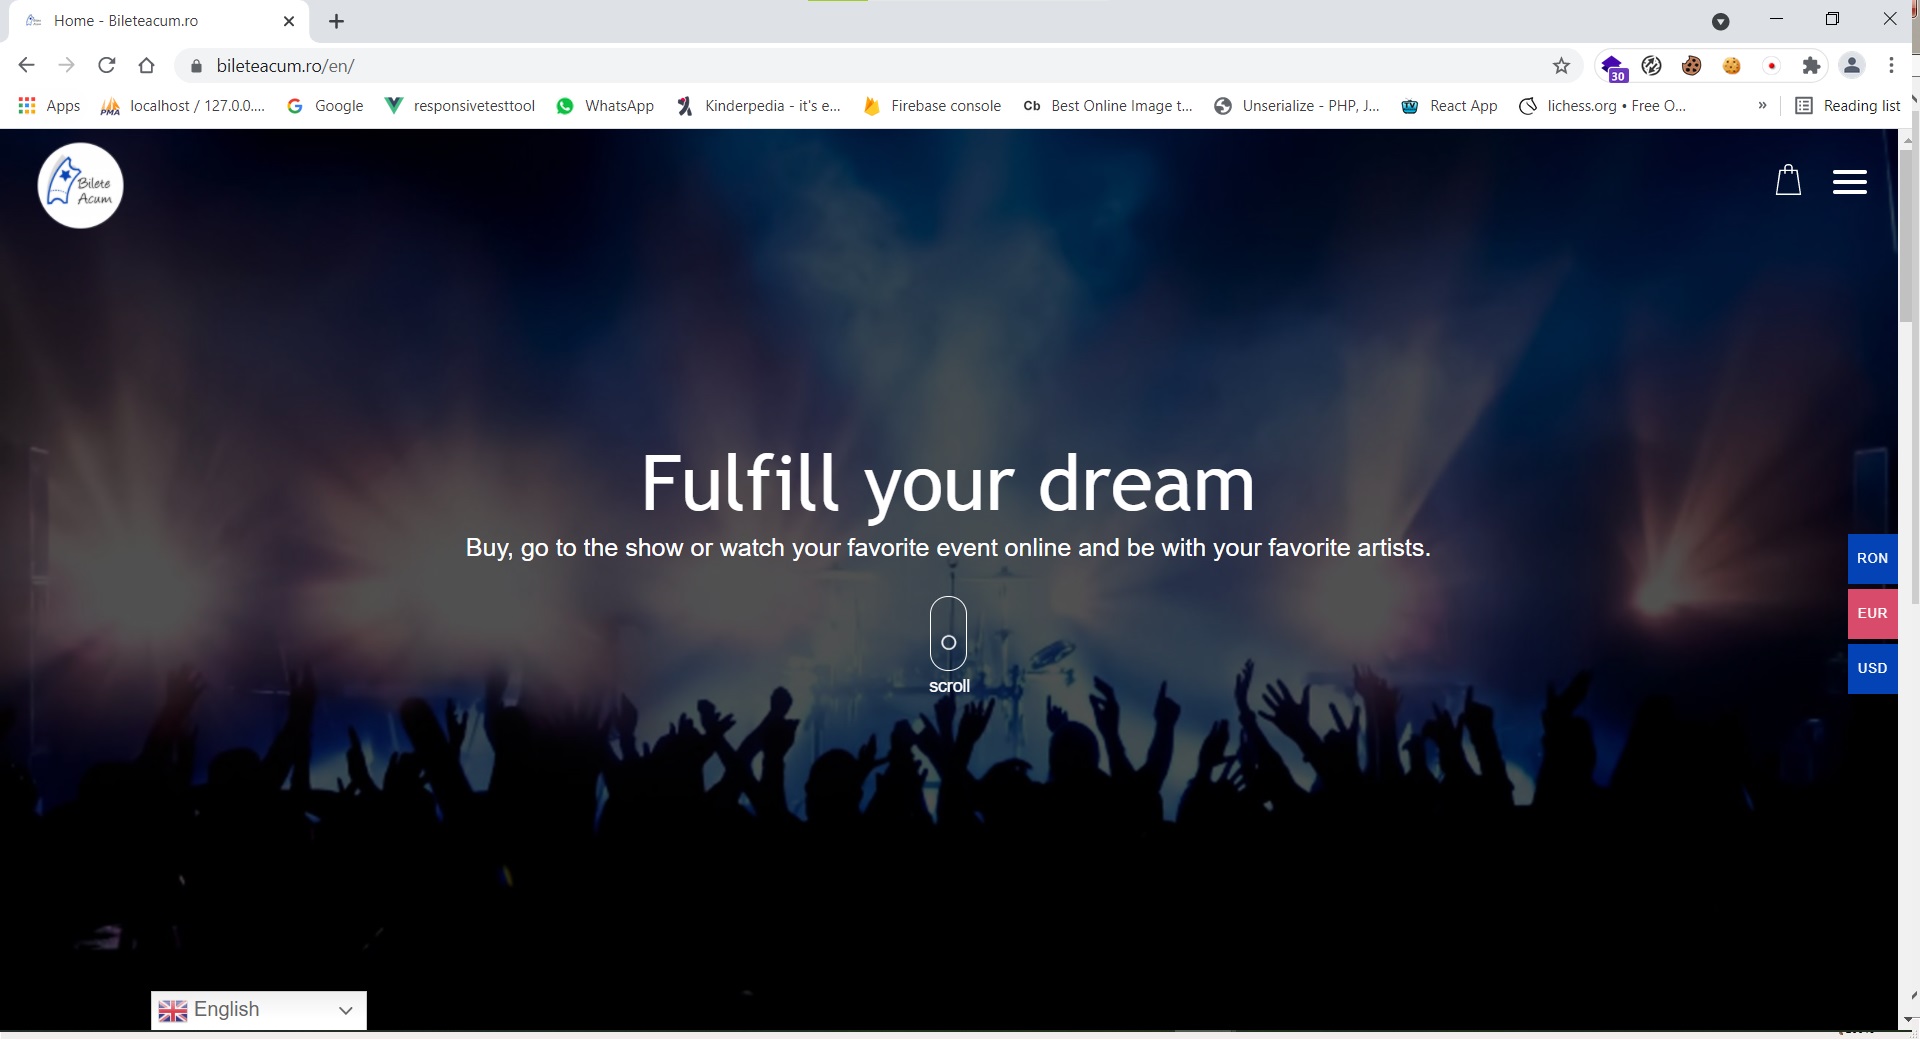 Home - Bileteacum.ro
bileteacum.ro/en/
30
Apps
PMA
localhost / 127.0.0....
Google
responsivetesttool
WhatsApp
Kinderpedia - it's e...
Firebase console
Cb
Best Online Image t...
Unserialize - PHP, J...
React App
lichess.org • Free O...
»
Reading list
Bilete
Acum
Fulfill your dream
Buy, go to the show or watch your favorite event online and be with your favorite artists.
RON
EUR
USD
scroll
English